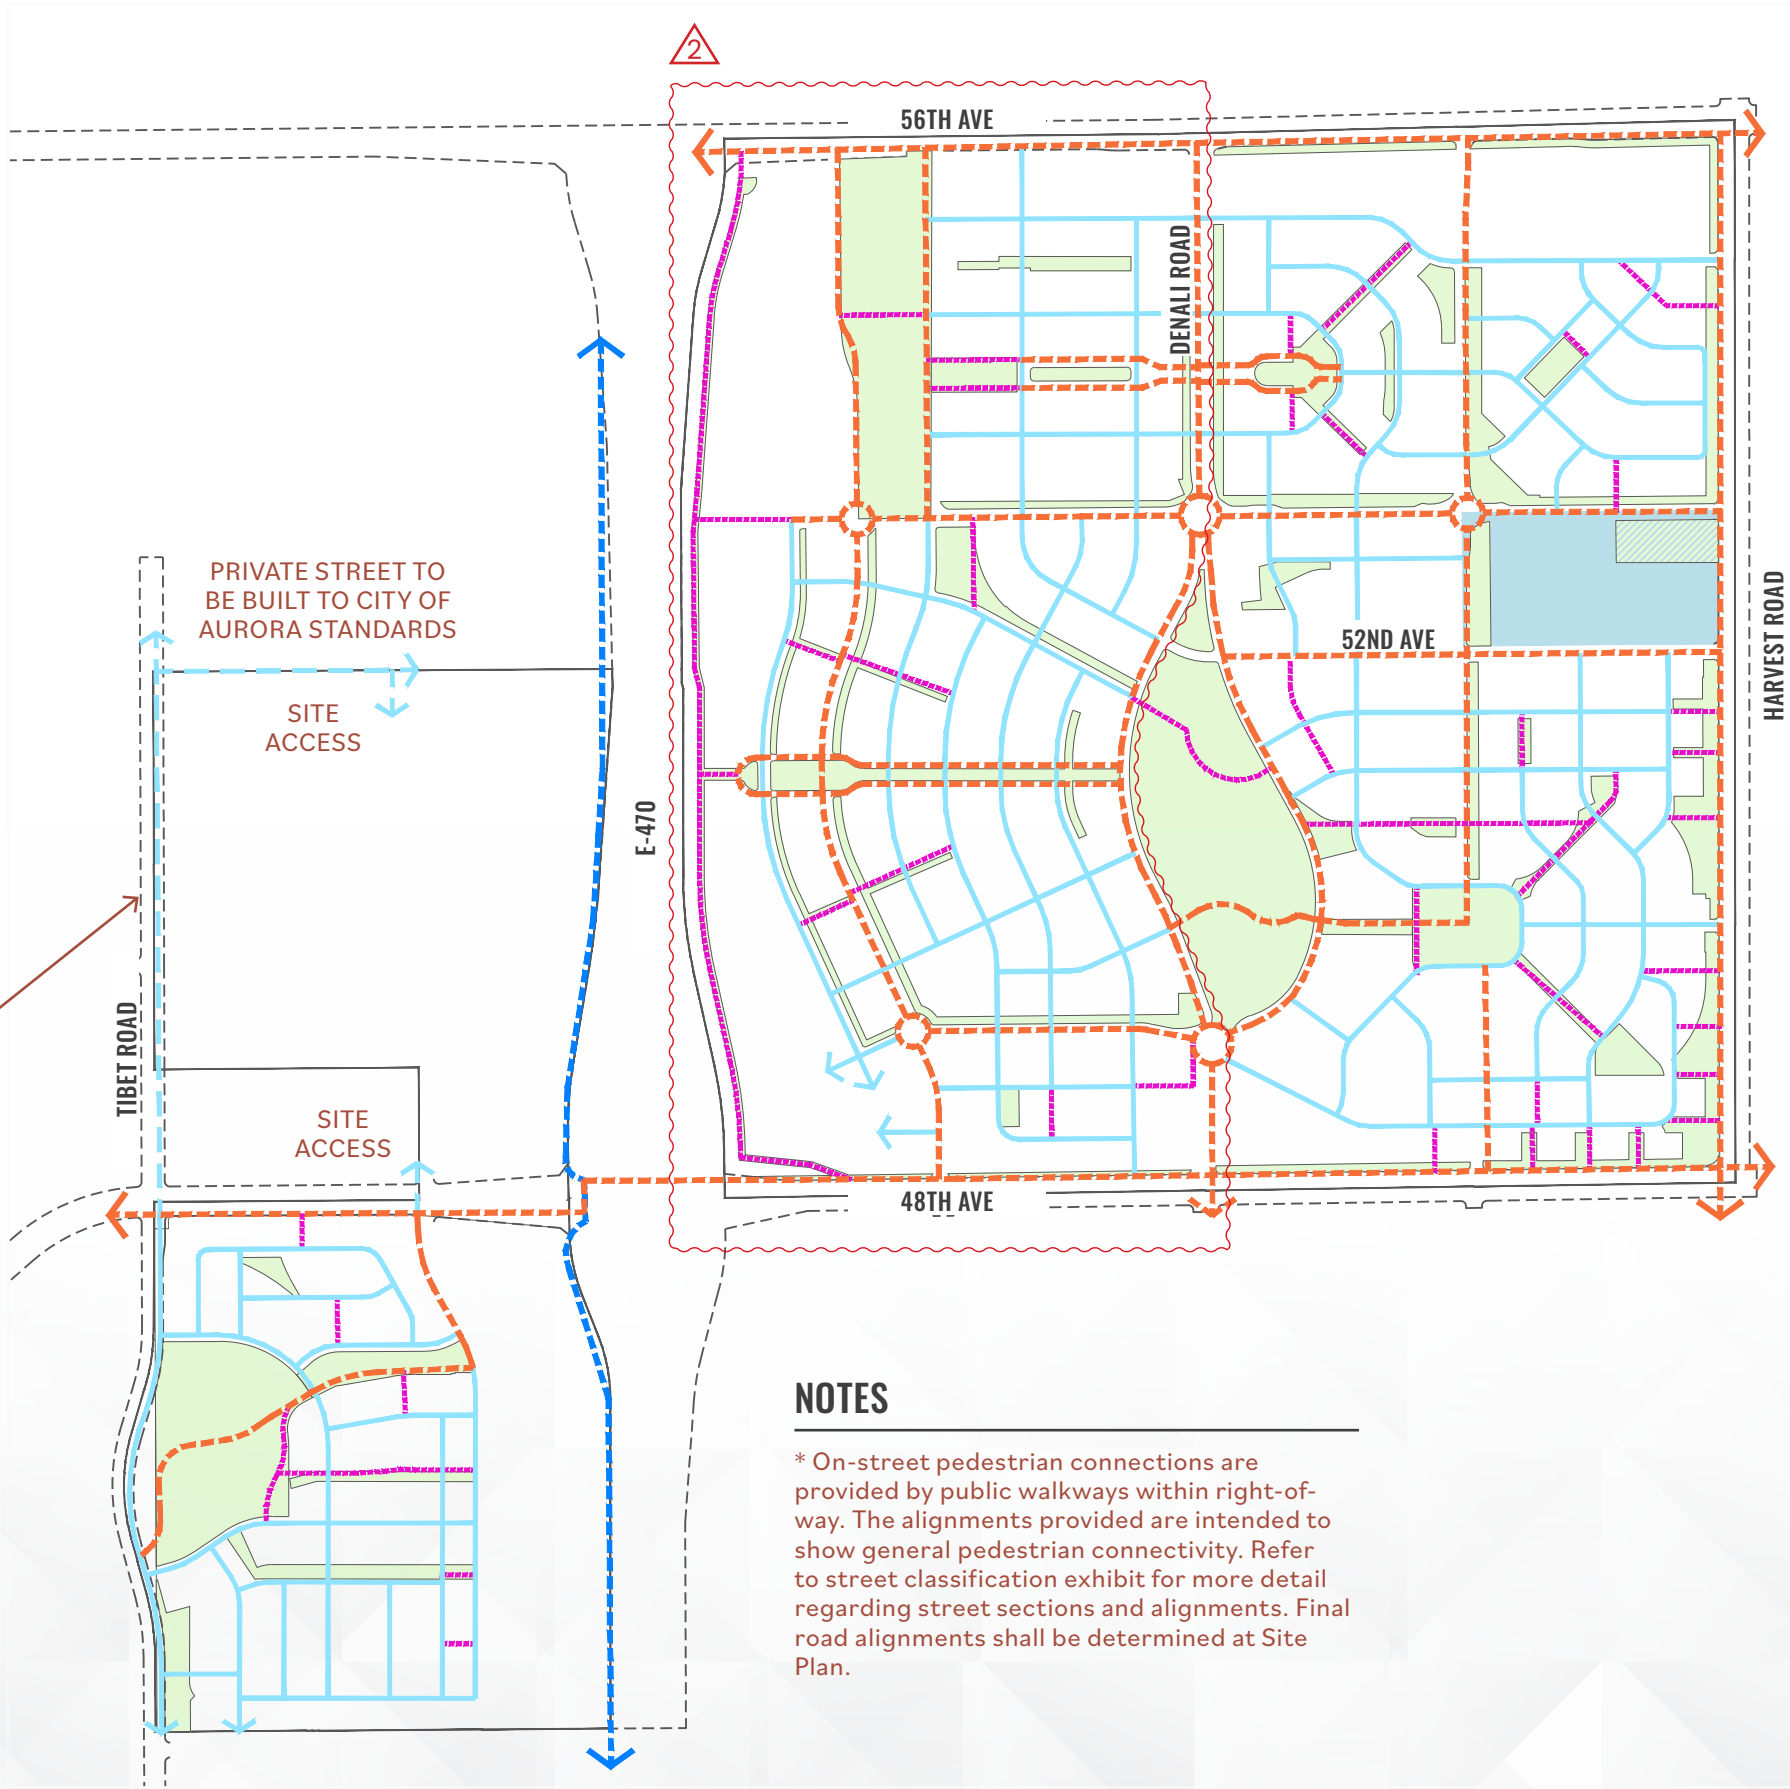 2
56TH AVE
DENALI ROAD
PRIVATE STREET TO
BE BUILT TO CITY OF
AURORA STANDARDS
SITE
ACCESS
52ND AVE
HARVEST ROAD
E-470
TIBET ROAD
SITE
ACCESS
48TH AVE
NOTES
* On-street pedestrian connections are
provided by public walkways within right-of-
way. The alignments provided are intended to
show general pedestrian connectivity. Refer
to street classification exhibit for more detail
regarding street sections and alignments. Final
road alignments shall be determined at Site
Plan.